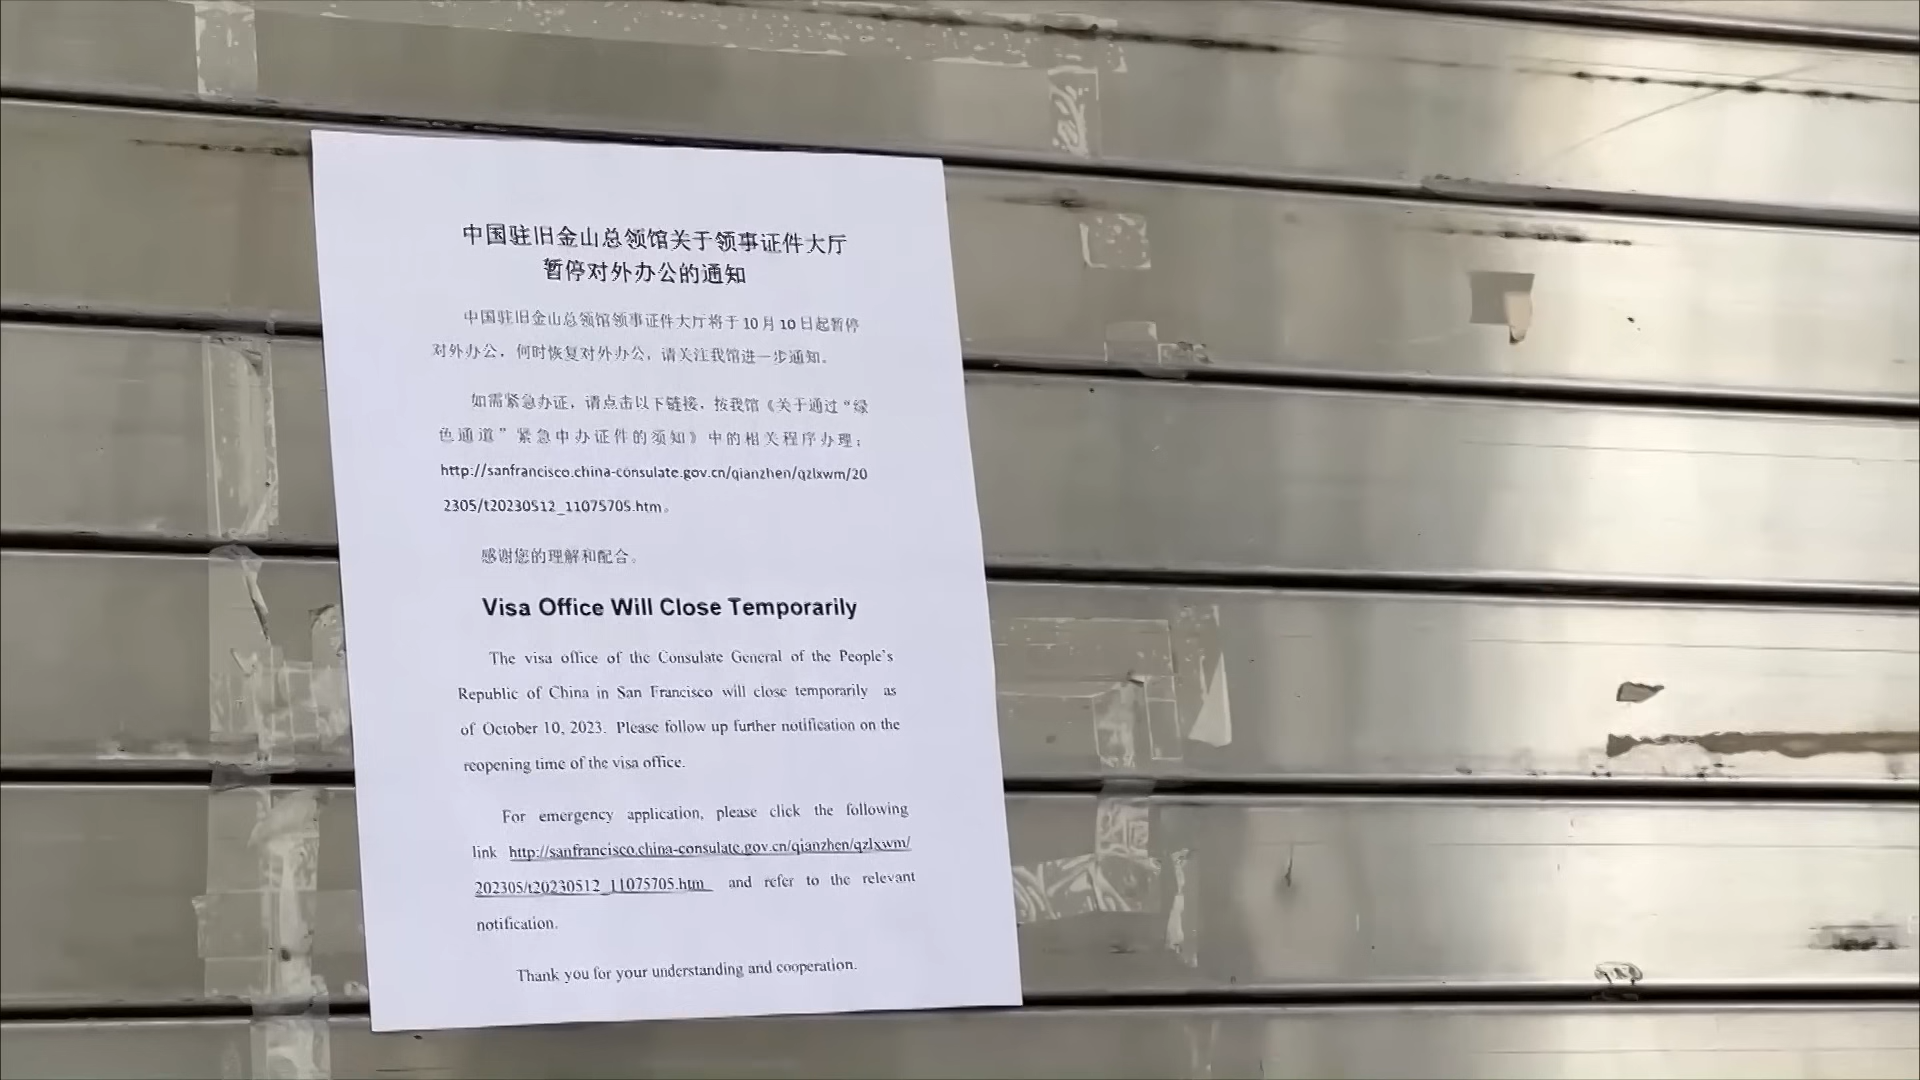 中国驻旧金山总领馆关于领事证件大厅
暂停对外办公的通知
中国驻旧金山总领馆领事证件大厅将于10月10日起暂停
对外办公，何时恢复对外办公，请关注我馆进一步通知。
如需紧急办证，请点击以下链接，按我馆《关于通过“绿
色通道”紧急申办证件的须知》中的相关程序办理：
http://sanfrancisco.china-consulate.gov.cn/qianzhen/qzlxwm/20
2305/t20230512_11075705.htm。
感谢您的理解和配合。
Visa Office Will Close Temporarily
The visa office of the Consulate General of the People's
Republic of China in San Francisco will close temporarily as
of October 10, 2023. Please follow up further notification on the
reopening time of the visa office.
For emergency application, please click the following
link http://sanfrancisco.china-consulate.gov.cn/qianzhen/qzlxwm/
202305/t20230512_11075705.htm and refer to the relevant
notification.
Thank you for your understanding and cooperation.